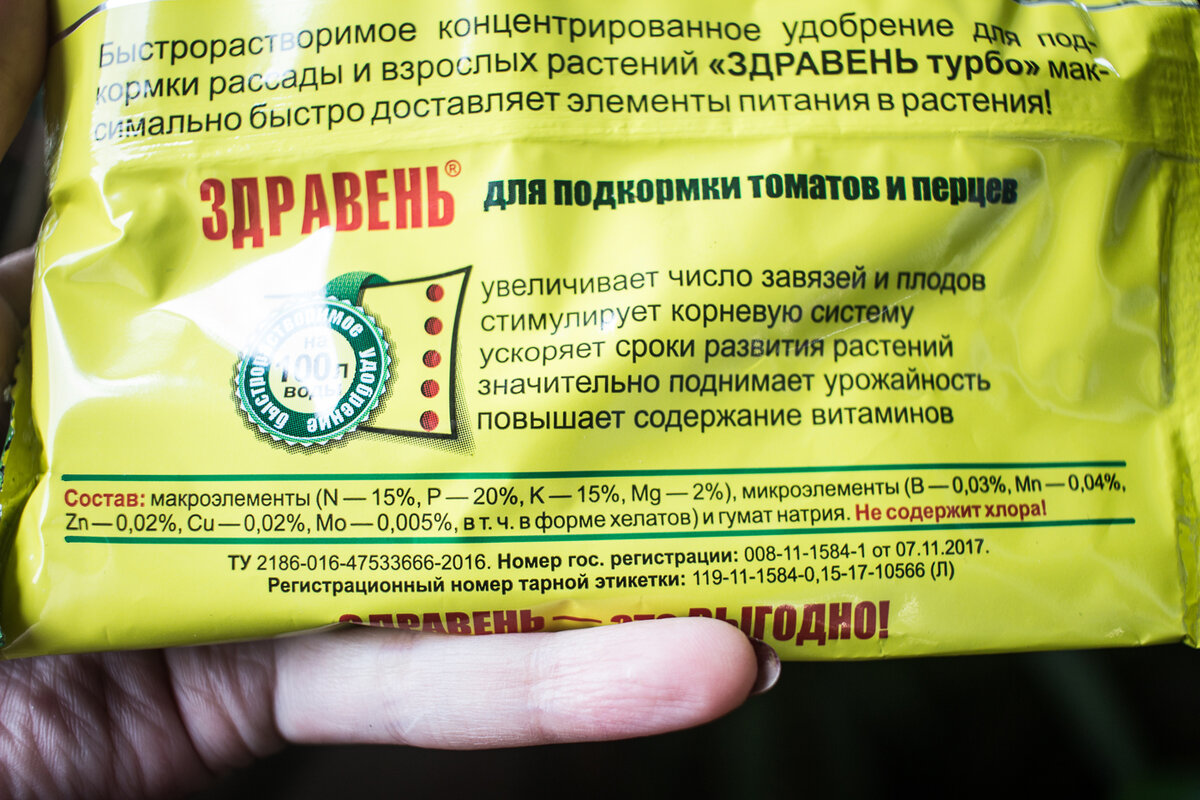 Быстрорастворимое концентрированное удобрение для под-
кормки рассады и взрослых растений «ЗДРАВЕНЬ турбо» мак-
симально быстро доставляет элементы питания в растения!
ЗДРАВЕНЬ® для подкормки томатов и перцев
увеличивает число завязей и плодов
стимулирует корневую систему
ускоряет сроки развития растений
значительно поднимает урожайность
повышает содержание витаминов
быстрорастворимое удобрение
на
100 л
воды
Состав: макроэлементы (N — 15%, P — 20%, K — 15%, Mg — 2%), микроэлементы (B — 0,03%, Mn — 0,04%,
Zn — 0,02%, Cu — 0,02%, Mo — 0,005%, в т. ч. в форме хелатов) и гумат натрия. Не содержит хлора!
ТУ 2186-016-47533666-2016. Номер гос. регистрации: 008-11-1584-1 от 07.11.2017.
Регистрационный номер тарной этикетки: 119-11-1584-0,15-17-10566 (Л)
ЗДРАВЕНЬ — это ВЫГОДНО!